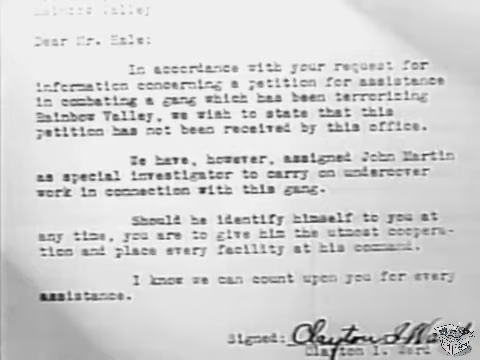 Rainbow Valley
Dear Mr. Hale:
In accordance with your request for
information concerning a petition for assistance
in combating a gang which has been terrorizing
Rainbow Valley, we wish to state that this
petition has not been received by this office.
We have, however, assigned John Martin
as special investigator to carry on undercover
work in connection with this gang.
Should he identify himself to you at
any time, you are to give him the utmost coopera-
tion and place every facility at his command.
I know we can count upon you for every
assistance.
Signed: Clayton I.
Clayton I.